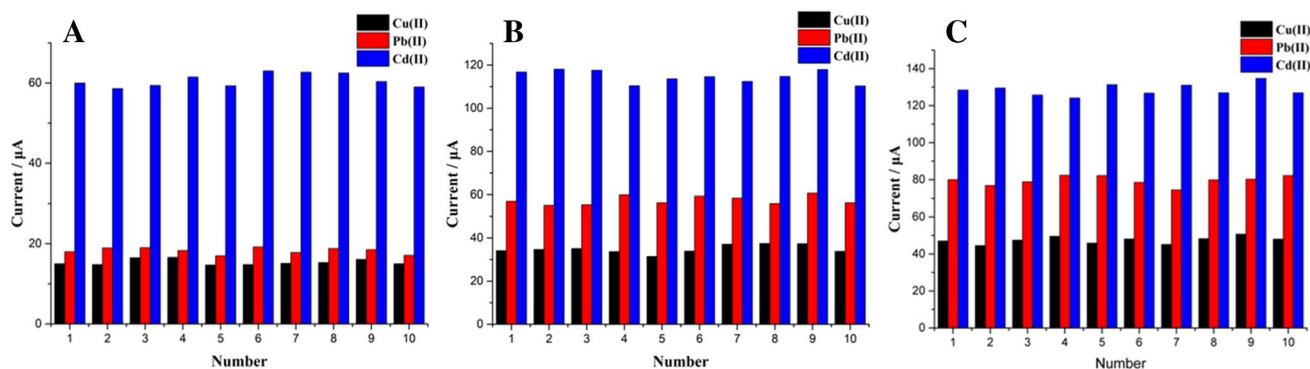 A
Cu(II)
Pb(II)
Cd(II)
60
40
20
0
Current / μA
1 2 3 4 5 6 7 8 9 10
Number
B
Cu(II)
Pb(II)
Cd(II)
120
100
80
60
40
20
0
Current / μA
1 2 3 4 5 6 7 8 9 10
Number
C
Cu(II)
Pb(II)
Cd(II)
140
120
100
80
60
40
20
0
Current / μA
1 2 3 4 5 6 7 8 9 10
Number